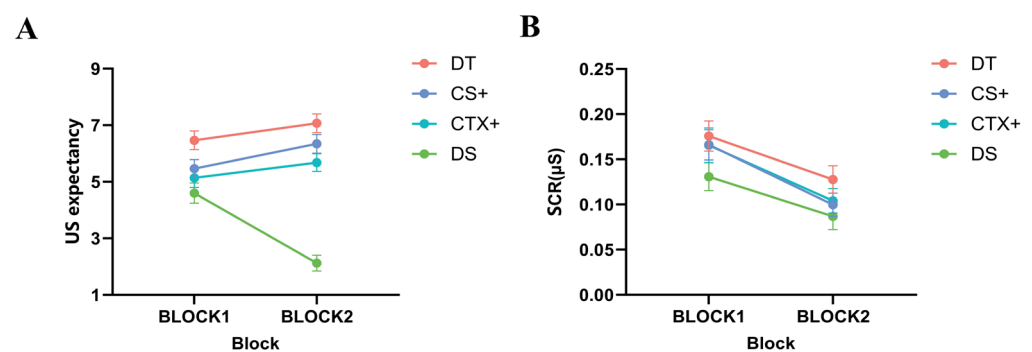 A
9
7
5
3
1
US expectancy
BLOCK1 BLOCK2
Block
DT
CS+
CTX+
DS
B
0.25
0.20
0.15
0.10
0.05
0.00
SCR(μS)
BLOCK1 BLOCK2
Block
DT
CS+
CTX+
DS